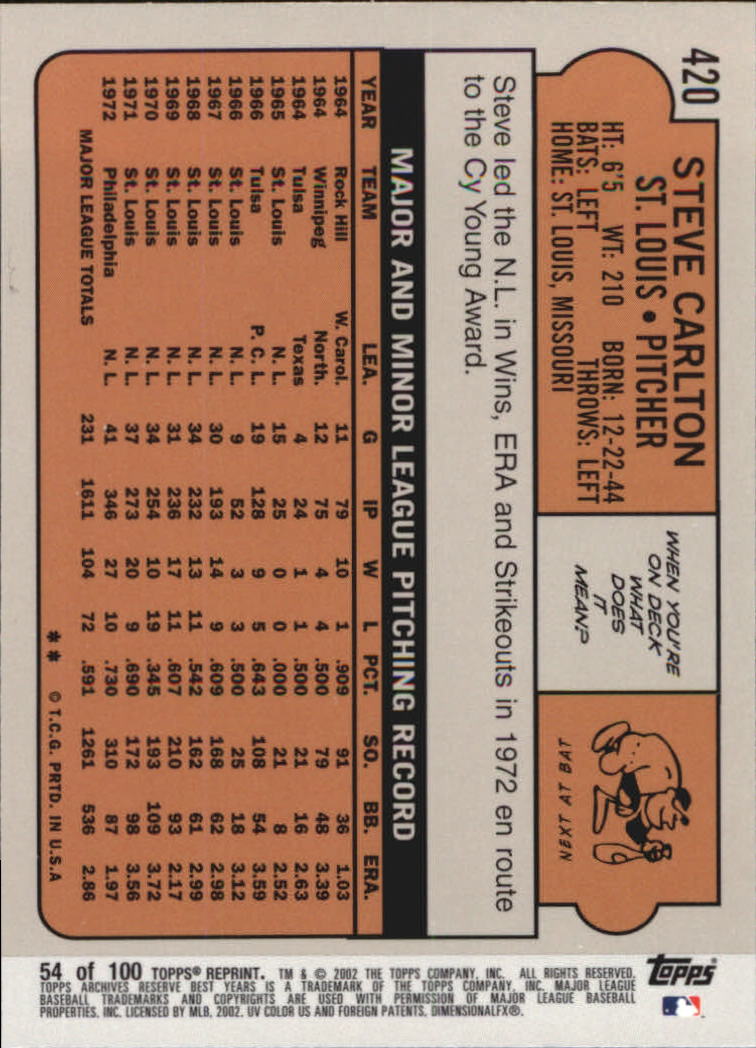 420
STEVE CARLTON
ST. LOUIS • PITCHER
HT: 6'5 WT: 210 BORN: 12-22-44
BATS: LEFT THROWS: LEFT
HOME: ST. LOUIS, MISSOURI
WHEN YOU'RE
ON DECK
WHAT
DOES
IT
MEAN?
NEXT AT BAT
Steve led the N.L. in Wins, ERA and Strikeouts in 1972 en route
to the Cy Young Award.
MAJOR AND MINOR LEAGUE PITCHING RECORD
YEAR TEAM LEA. G IP W L PCT. SO. BB. ERA.
1964 Rock Hill W. Carol. 11 79 10 1 .909 91 36 1.03
1964 Winnipeg North. 12 75 4 4 .500 79 48 3.39
1964 Tulsa Texas 4 24 1 1 .500 21 16 2.63
1965 St. Louis N. L. 15 25 0 0 .000 21 8 2.52
1966 Tulsa P. C. L. 19 128 9 5 .643 108 54 3.59
1966 St. Louis N. L. 9 52 3 3 .500 25 18 3.12
1967 St. Louis N. L. 30 193 14 9 .609 168 62 2.98
1968 St. Louis N. L. 34 232 13 11 .542 162 61 2.99
1969 St. Louis N. L. 31 236 17 11 .607 210 93 2.17
1970 St. Louis N. L. 34 254 10 19 .345 193 109 3.72
1971 St. Louis N. L. 37 273 20 9 .690 172 98 3.56
1972 Philadelphia N. L. 41 346 27 10 .730 310 87 1.97
MAJOR LEAGUE TOTALS 231 1611 104 72 .591 1261 536 2.86
** © T.C.G. PRTD. IN U.S.A
topps
54 of 100 TOPPS® REPRINT. TM & © 2002 THE TOPPS COMPANY, INC. ALL RIGHTS RESERVED.
TOPPS ARCHIVES RESERVE BEST YEARS IS A TRADEMARK OF THE TOPPS COMPANY, INC. MAJOR LEAGUE
BASEBALL TRADEMARKS AND COPYRIGHTS ARE USED WITH PERMISSION OF MAJOR LEAGUE BASEBALL
PROPERTIES, INC. LICENSED BY MLB, 2002. UV COLOR US AND FOREIGN PATENTS. DIMENSIONALFX®.